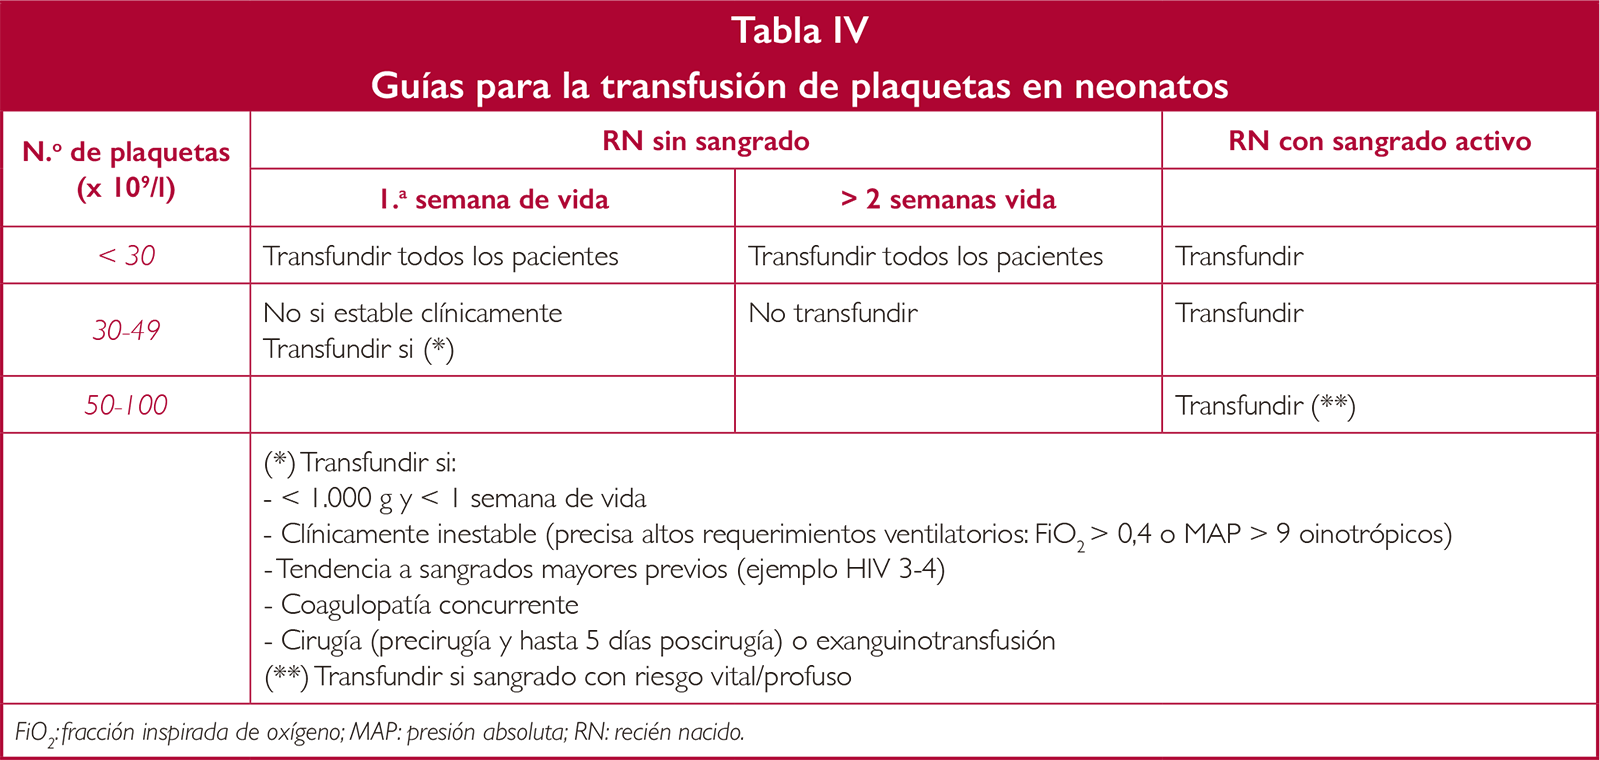 Tabla IV
Guías para la transfusión de plaquetas en neonatos
N.º de plaquetas
(x 10⁹/l)
RN sin sangrado
RN con sangrado activo
1.ª semana de vida
> 2 semanas vida
< 30
Transfundir todos los pacientes
Transfundir todos los pacientes
Transfundir
30-49
No si estable clínicamente
Transfundir si (*)
No transfundir
Transfundir
50-100
Transfundir (**)
(*) Transfundir si:
- < 1.000 g y < 1 semana de vida
- Clínicamente inestable (precisa altos requerimientos ventilatorios: FiO₂ > 0,4 o MAP > 9 oinotrópicos)
- Tendencia a sangrados mayores previos (ejemplo HIV 3-4)
- Coagulopatía concurrente
- Cirugía (precirugía y hasta 5 días poscirugía) o exanguinotransfusión
(**) Transfundir si sangrado con riesgo vital/profuso
FiO₂: fracción inspirada de oxígeno; MAP: presión absoluta; RN: recién nacido.